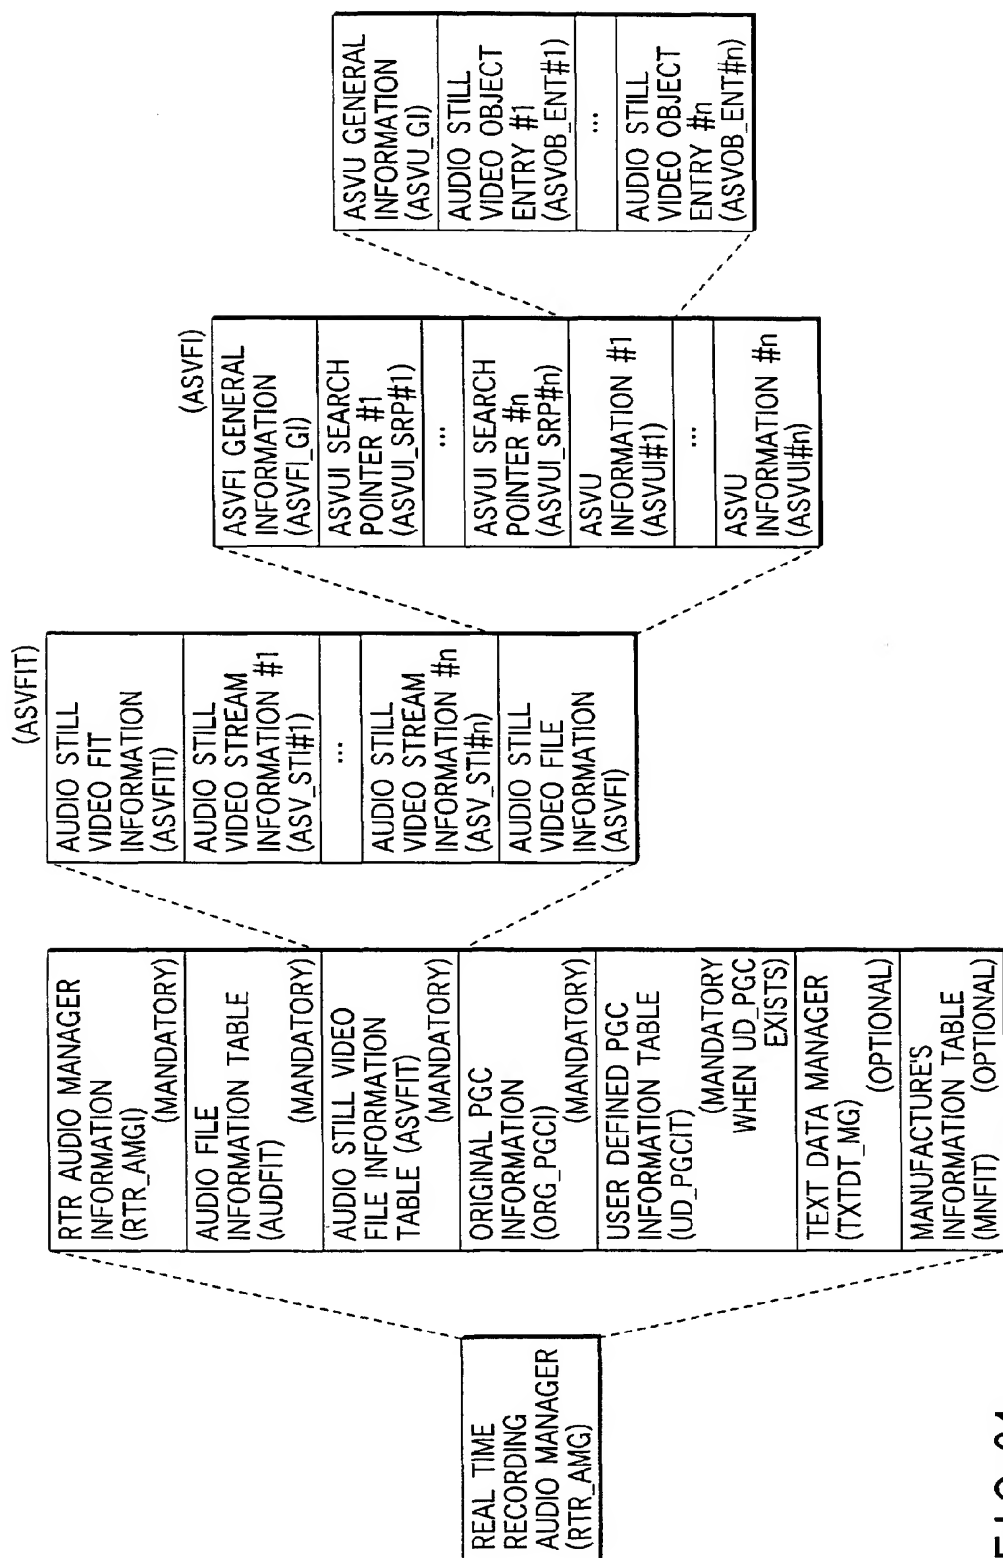 REAL TIME
RECORDING
AUDIO MANAGER
(RTR_AMG)
RTR AUDIO MANAGER
INFORMATION
(RTR_AMGI)
(MANDATORY)
AUDIO FILE
INFORMATION TABLE
(AUDFIT)
(MANDATORY)
AUDIO STILL VIDEO
FILE INFORMATION
TABLE (ASVFIT)
(MANDATORY)
ORIGINAL PGC
INFORMATION
(ORG_PGCI)
(MANDATORY)
USER DEFINED PGC
INFORMATION TABLE
(UD_PGCIT)
(MANDATORY
WHEN UD_PGC
EXISTS)
TEXT DATA MANAGER
(TXTDT_MG)
(OPTIONAL)
MANUFACTURE'S
INFORMATION TABLE
(MNFIT) (OPTIONAL)
(ASVFIT)
AUDIO STILL
VIDEO FIT
INFORMATION
(ASVFITI)
AUDIO STILL
VIDEO STREAM
INFORMATION #1
(ASV_STI#1)
...
AUDIO STILL
VIDEO STREAM
INFORMATION #n
(ASV_STI#n)
AUDIO STILL
VIDEO FILE
INFORMATION
(ASVFI)
(ASVFI)
ASVFI GENERAL
INFORMATION
(ASVFI_GI)
ASVUI SEARCH
POINTER #1
(ASVUI_SRP#1)
...
ASVUI SEARCH
POINTER #n
(ASVUI_SRP#n)
ASVU
INFORMATION #1
(ASVUI#1)
...
ASVU
INFORMATION #n
(ASVUI#n)
ASVU GENERAL
INFORMATION
(ASVU_GI)
AUDIO STILL
VIDEO OBJECT
ENTRY #1
(ASVOB_ENT#1)
...
AUDIO STILL
VIDEO OBJECT
ENTRY #n
(ASVOB_ENT#n)